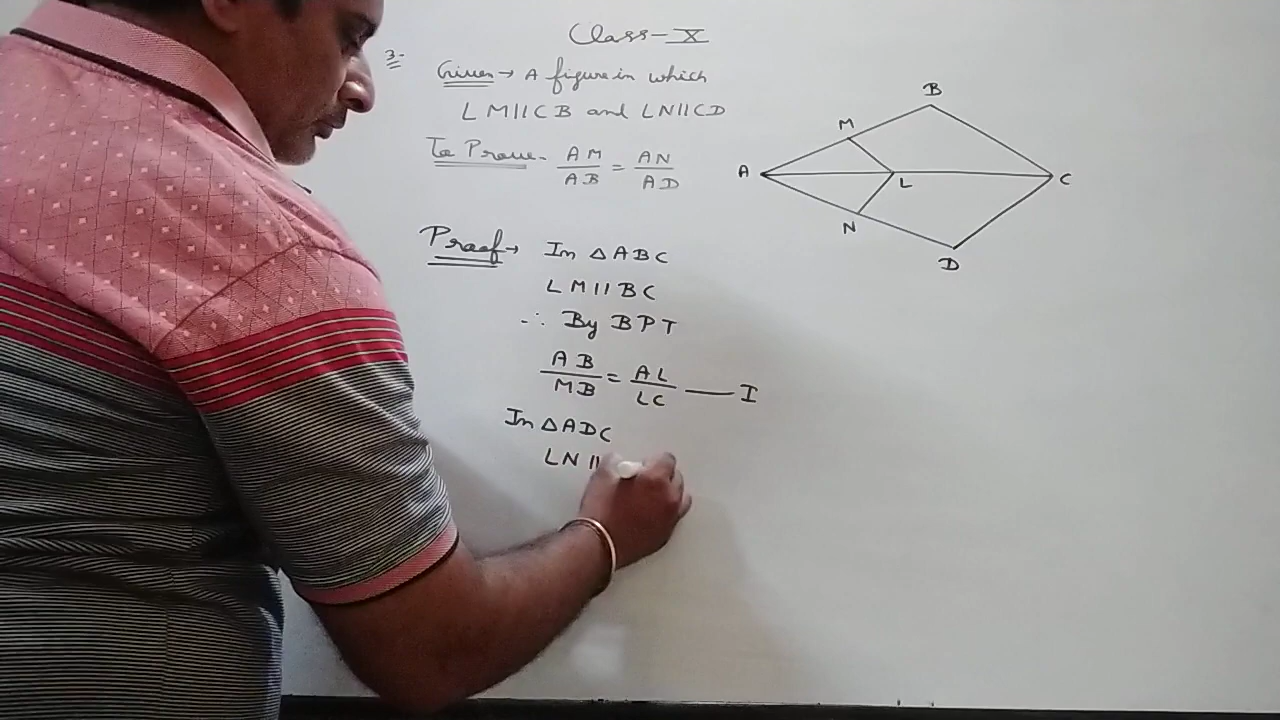 Class-X
3-
Given → A figure in which
LM||CB and LN||CD
To Prove- AM/AB = AN/AD
Proof → In △ABC
LM||BC
∴ By BPT
AB/MB = AL/LC — I
In △ADC
LN||
B
M
A
L
C
N
D